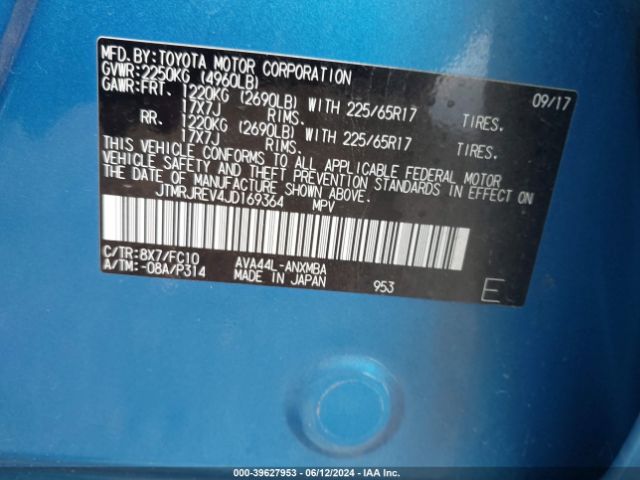 MFD.BY:TOYOTA MOTOR CORPORATION 09/17
GVWR:2250KG (4960LB)
GAWR:FRT. 1220KG (2690LB) WITH 225/65R17 TIRES.
17X7J RIMS.
RR. 1220KG (2690LB) WITH 225/65R17 TIRES.
17X7J RIMS.
THIS VEHICLE CONFORMS TO ALL APPLICABLE FEDERAL MOTOR
VEHICLE SAFETY AND THEFT PREVENTION STANDARDS IN EFFECT ON
THE DATE OF MANUFACTURE SHOWN ABOVE.
JTMRJREV4JD169364 MPV
C/TR:8X7/FC10 AVA44L-ANXMBA
A/TM:-08A/P314 MADE IN JAPAN 953 E
000-39627953 - 06/12/2024 - IAA Inc.